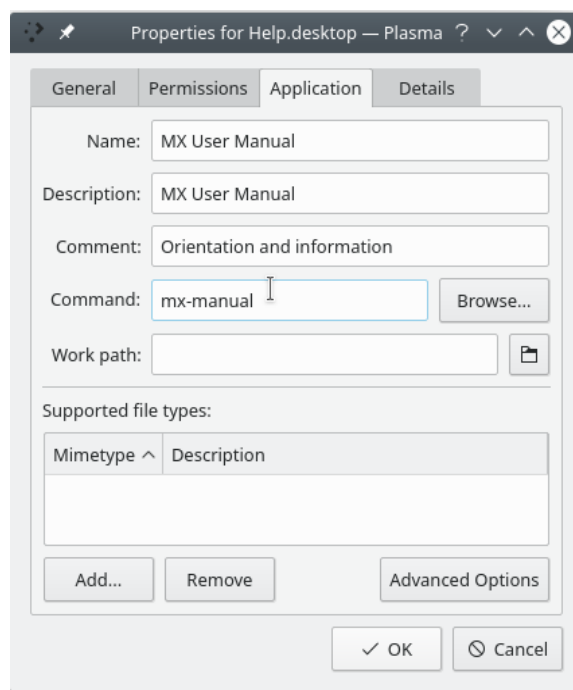 Properties for Help.desktop — Plasma ?
General Permissions Application Details
Name: MX User Manual
Description: MX User Manual
Comment: Orientation and information
Command: mx-manual Browse...
Work path:
Supported file types:
Mimetype Description
Add... Remove Advanced Options
OK Cancel